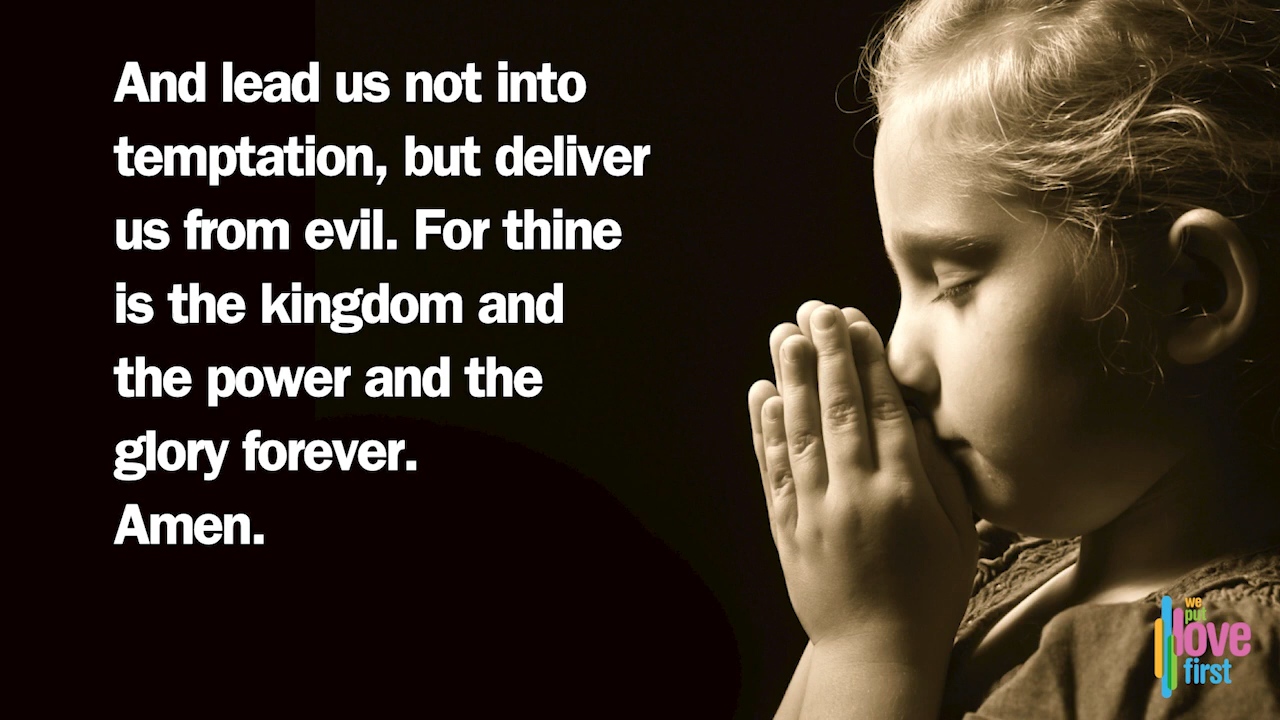 And lead us not into
temptation, but deliver
us from evil. For thine
is the kingdom and
the power and the
glory forever.
Amen.
we
put
love
first